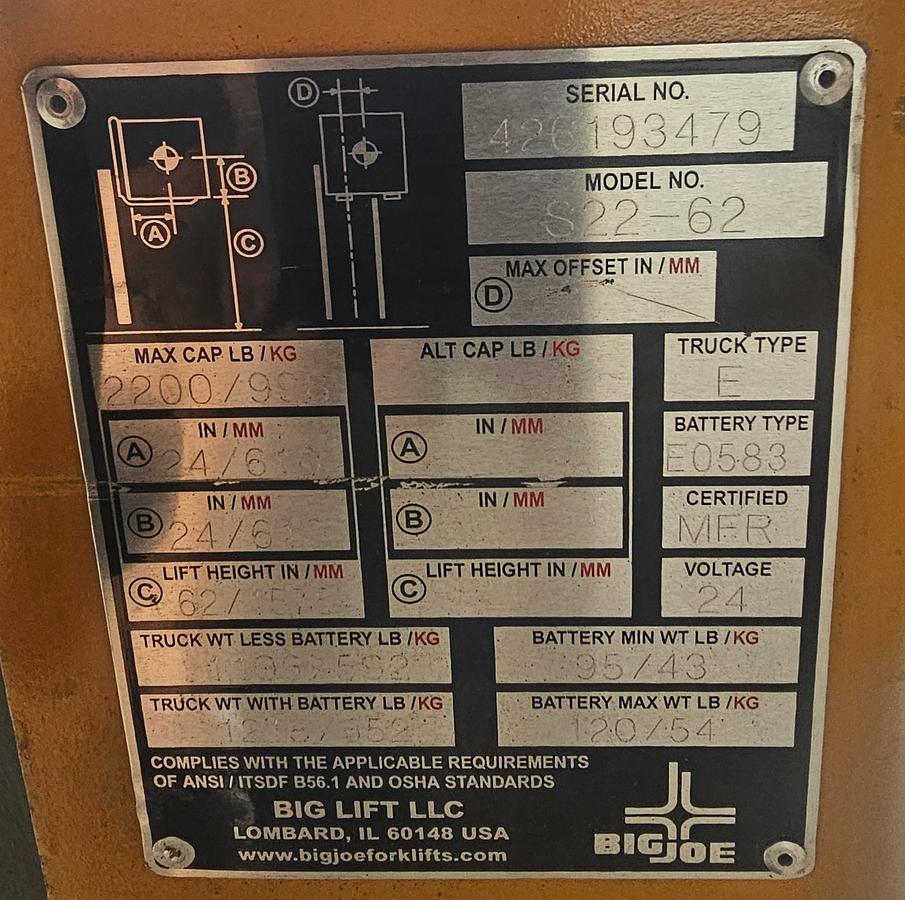 D
A
B
C
SERIAL NO.
426193479
MODEL NO.
S22-62
MAX OFFSET IN / MM
D
MAX CAP LB / KG
ALT CAP LB / KG
TRUCK TYPE
E
A IN / MM
A IN / MM
BATTERY TYPE
E0583
B IN / MM
B IN / MM
CERTIFIED
MFR
C LIFT HEIGHT IN / MM
C LIFT HEIGHT IN / MM
VOLTAGE
24
TRUCK WT LESS BATTERY LB / KG
BATTERY MIN WT LB / KG
95/43
TRUCK WT WITH BATTERY LB / KG
BATTERY MAX WT LB / KG
120/54
COMPLIES WITH THE APPLICABLE REQUIREMENTS
OF ANSI / ITSDF B56.1 AND OSHA STANDARDS
BIG LIFT LLC
LOMBARD, IL 60148 USA
www.bigjoeforklifts.com
BIG JOE